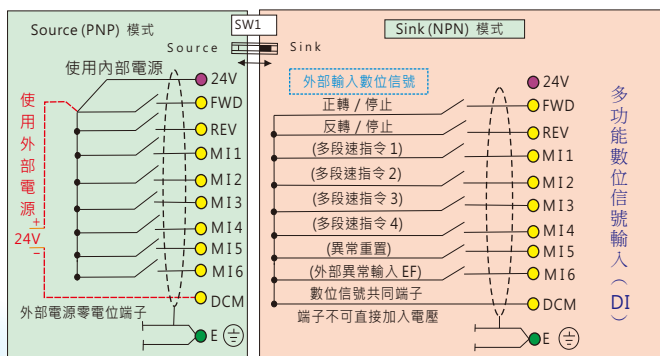 Source (PNP) 模式
SW1
Source
Sink
Sink (NPN) 模式
使用內部電源
24V
FWD
REV
MI1
MI2
MI3
MI4
MI5
MI6
DCM
E
使用外部電源
+
24V
−
外部電源零電位端子
外部輸入數位信號
24V
正轉 / 停止
FWD
反轉 / 停止
REV
(多段速指令 1)
MI1
(多段速指令 2)
MI2
(多段速指令 3)
MI3
(多段速指令 4)
MI4
(異常重置)
MI5
(外部異常輸入 EF)
MI6
數位信號共同端子
DCM
端子不可直接加入電壓
E
多功能數位信號輸入(DI)